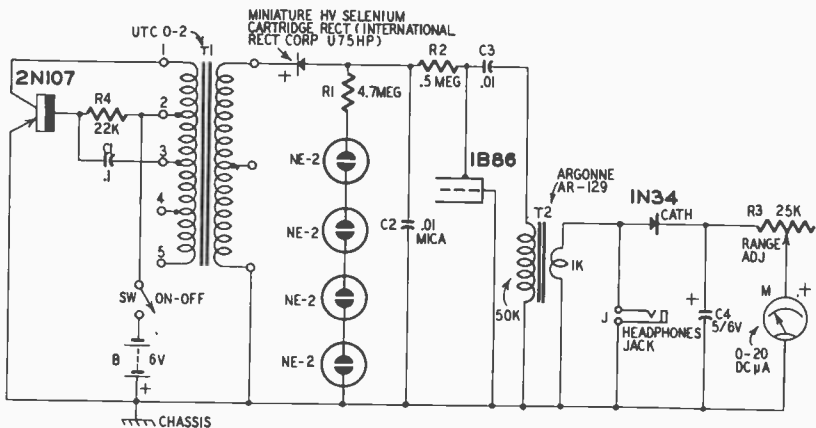 MINIATURE HV SELENIUM
CARTRIDGE RECT (INTERNATIONAL
RECT CORP U75HP)
UTC O-2
T1
1
2
3
4
5
2N107
R4
22K
C1
.1
+
R1
4.7MEG
R2
.5 MEG
C3
.01
NE-2
NE-2
NE-2
NE-2
C2
.01
MICA
1B86
ARGONNE
AR-129
T2
50K
1K
1N34
CATH
R3
25K
RANGE
ADJ
J
HEADPHONES
JACK
+
C4
5/6V
M
+
0-20
DC μA
SW
ON-OFF
B
6V
+
CHASSIS